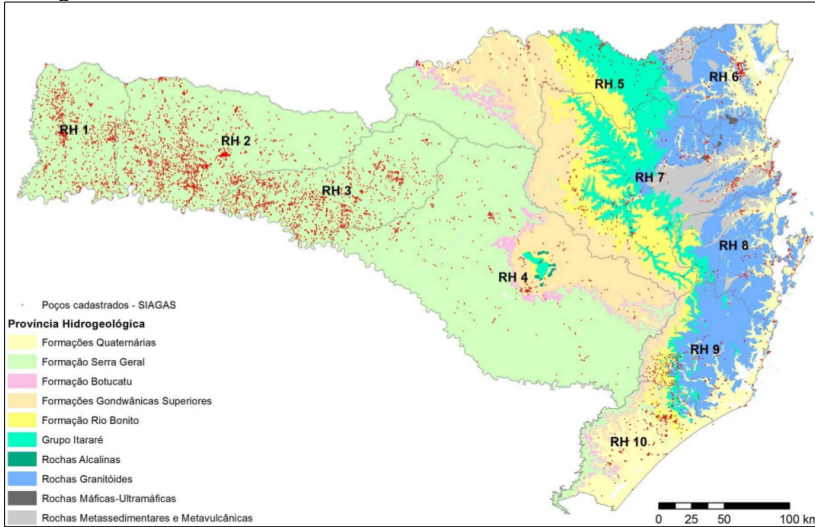 RH 1
RH 2
RH 3
RH 4
RH 5
RH 6
RH 7
RH 8
RH 9
RH 10
Poços cadastrados - SIAGAS
Província Hidrogeológica
Formações Quaternárias
Formação Serra Geral
Formação Botucatu
Formações Gondwânicas Superiores
Formação Rio Bonito
Grupo Itararé
Rochas Alcalinas
Rochas Granitóides
Rochas Máficas-Ultramáficas
Rochas Metassedimentares e Metavulcânicas
0 25 50 100 km